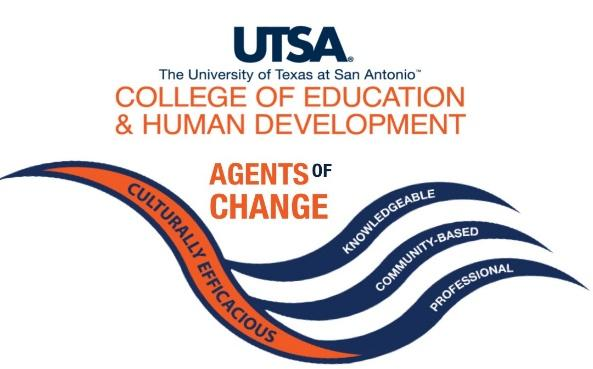 UTSA®
The University of Texas at San Antonio™
COLLEGE OF EDUCATION
& HUMAN DEVELOPMENT
AGENTS OF
CHANGE
CULTURALLY EFFICACIOUS
KNOWLEDGEABLE
COMMUNITY-BASED
PROFESSIONAL